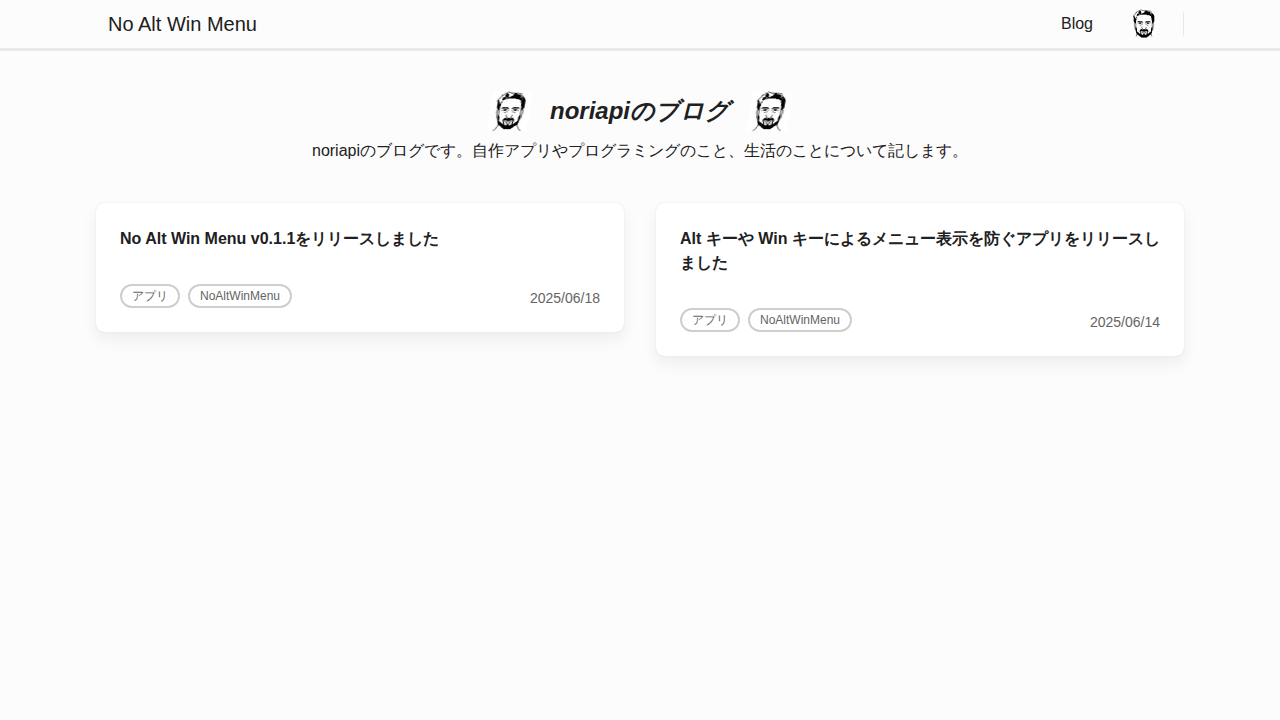 No Alt Win Menu
Blog
noriapiのブログ
noriapiのブログです。自作アプリやプログラミングのこと、生活のことについて記します。
No Alt Win Menu v0.1.1をリリースしました
アプリ
NoAltWinMenu
2025/06/18
Alt キーや Win キーによるメニュー表示を防ぐアプリをリリースし
ました
アプリ
NoAltWinMenu
2025/06/14